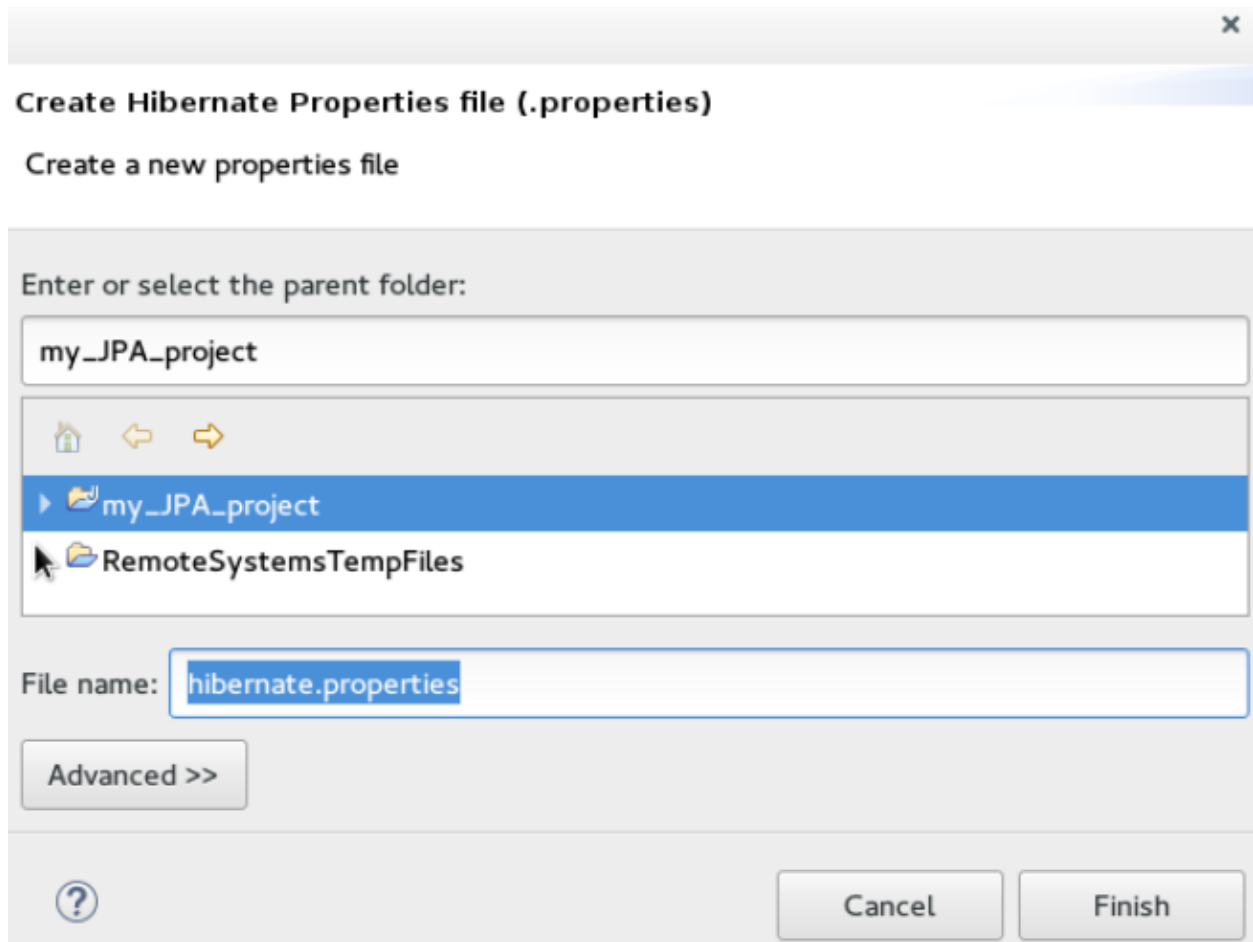 Create Hibernate Properties file (.properties)
Create a new properties file
Enter or select the parent folder:
my_JPA_project
my_JPA_project
RemoteSystemsTempFiles
File name: hibernate.properties
Advanced >>
Cancel Finish